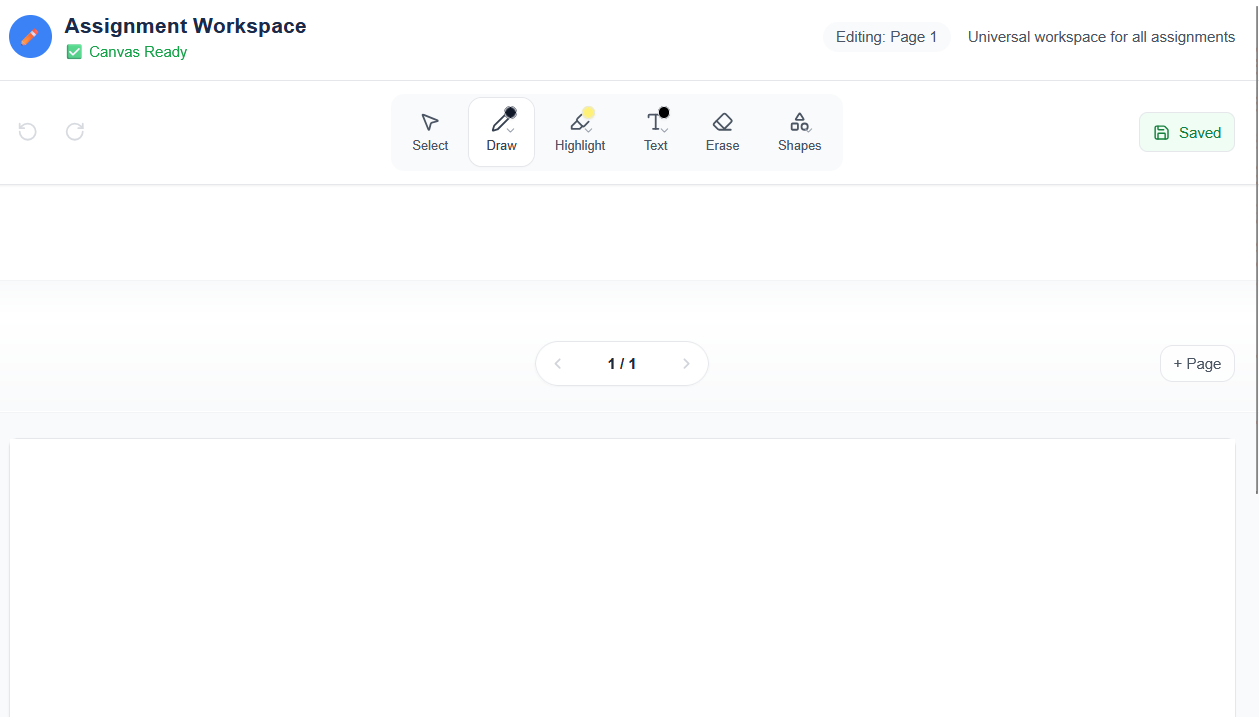 Assignment Workspace
✅ Canvas Ready
Editing: Page 1
Universal workspace for all assignments
Select
Draw
Highlight
Text
Erase
Shapes
Saved
1 / 1
+ Page